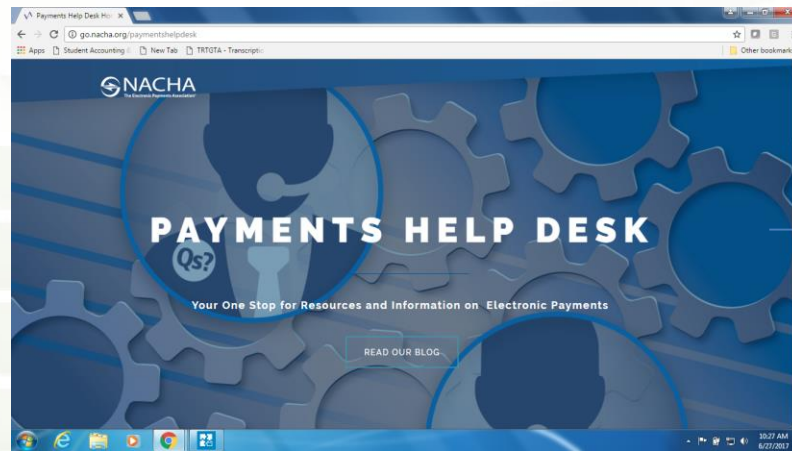 Payments Help Desk Ho
go.nacha.org/paymentshelpdesk
Apps
Student Accounting &
New Tab
TRTGTA - Transcriptic
Other bookmark
NACHA
The Electronic Payments Association
PAYMENTS HELP DESK
Qs?
Your One Stop for Resources and Information on Electronic Payments
READ OUR BLOG
10:27 AM
6/27/2017